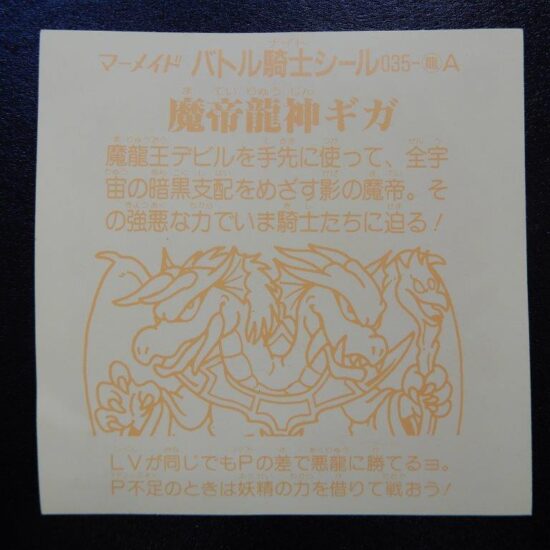 マーメイド バトル騎士シール035-龍A
魔帝龍神ギガ
魔龍王デビルを手先に使って、全宇
宙の暗黒支配をめざす影の魔帝。そ
の強悪な力でいま騎士たちに迫る!
LVが同じでもPの差で悪龍に勝てるヨ。
P不足のときは妖精の力を借りて戦おう!